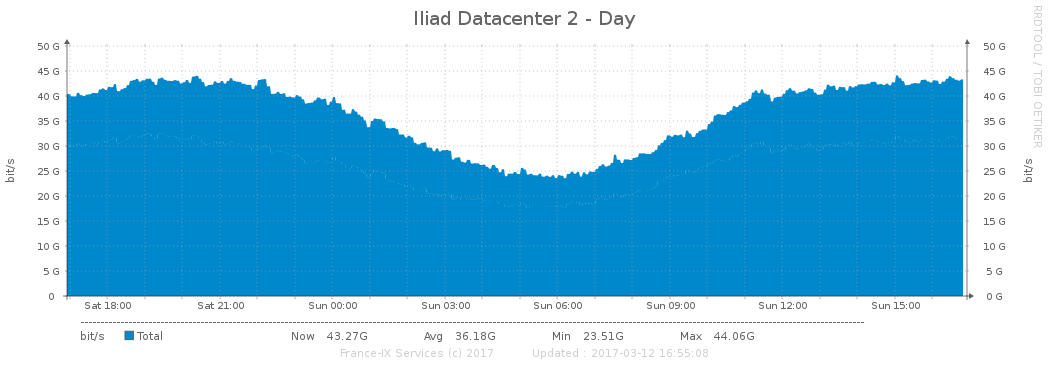 Iliad Datacenter 2 - Day
RRDTOOL / TOBI OETIKER
bit/s
50 G 50 G
45 G 45 G
40 G 40 G
35 G 35 G
30 G 30 G
25 G 25 G
20 G 20 G
15 G 15 G
10 G 10 G
5 G 5 G
0 0 G
bit/s
Sat 18:00 Sat 21:00 Sun 00:00 Sun 03:00 Sun 06:00 Sun 09:00 Sun 12:00 Sun 15:00
bit/s Total Now 43.27G Avg 36.18G Min 23.51G Max 44.06G
France-IX Services (c) 2017 Updated : 2017-03-12 16:55:08